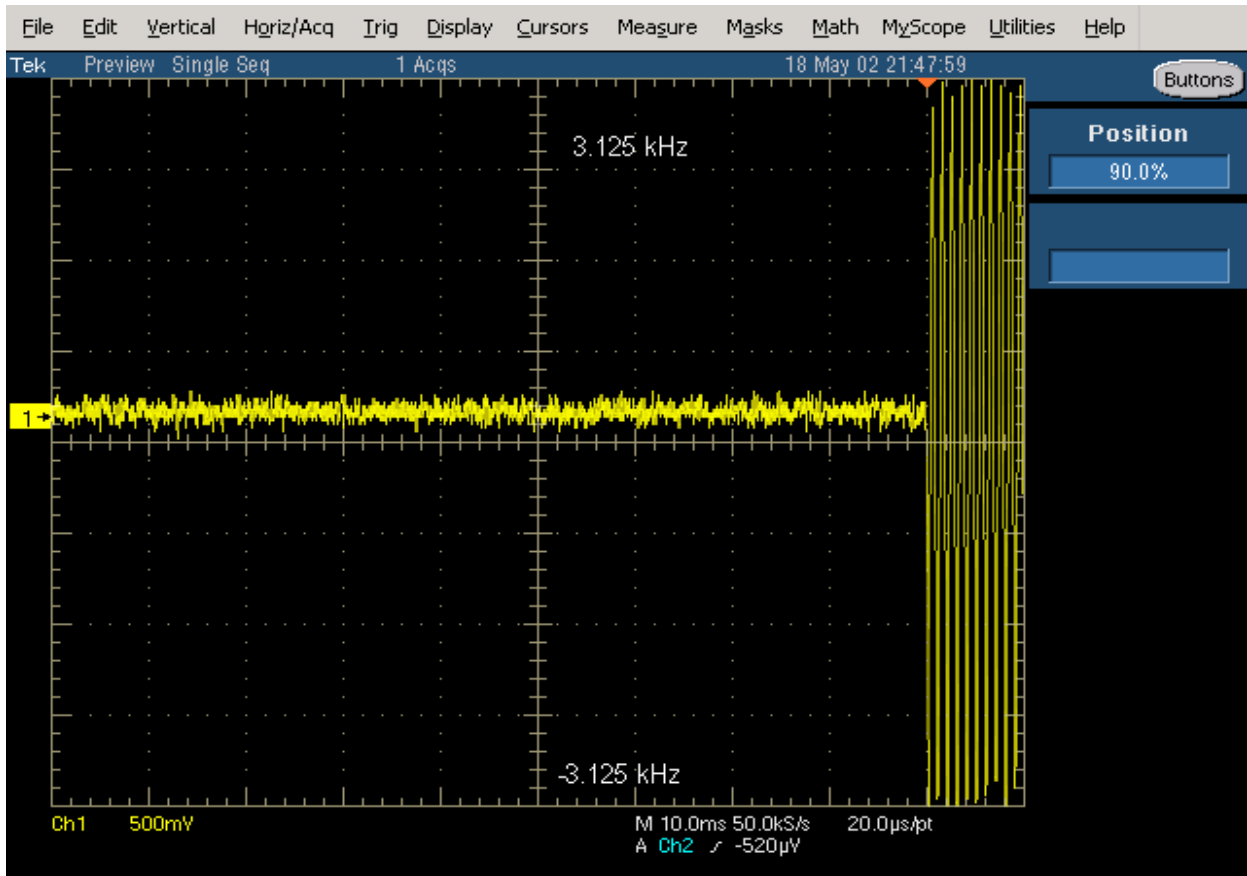 File Edit Vertical Horiz/Acq Trig Display Cursors Measure Masks Math MyScope Utilities Help
Tek Preview Single Seq 1 Acqs 18 May 02 21:47:59
Buttons
Position
90.0%
3.125 kHz
1
-3.125 kHz
Ch1 500mV M 10.0ms 50.0kS/s 20.0µs/pt
A Ch2 -520µV